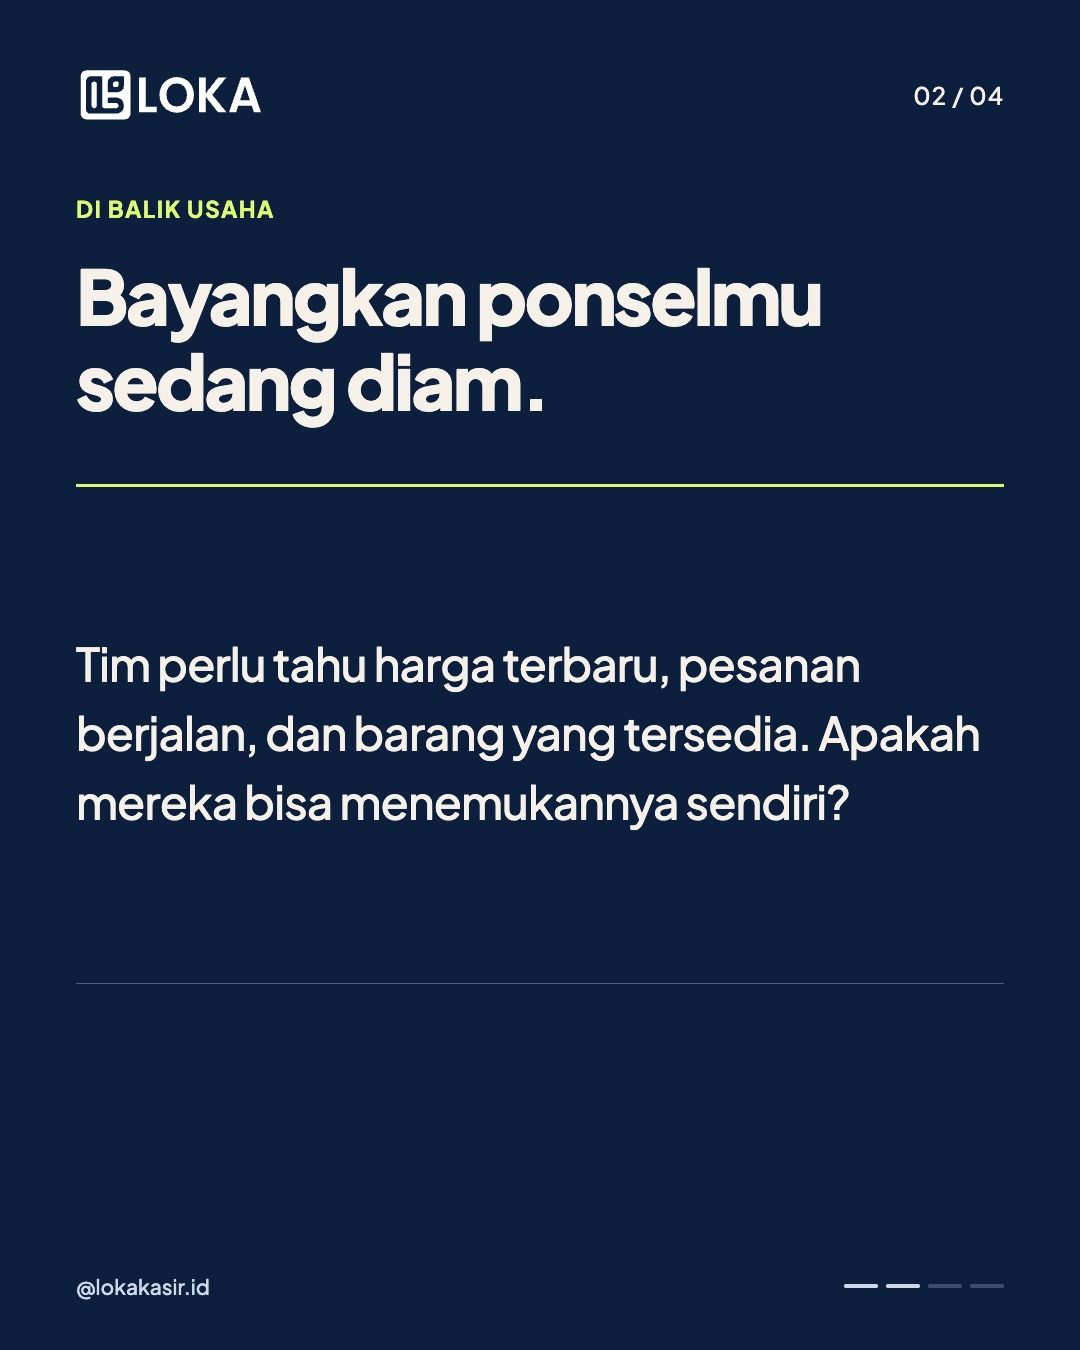 LOKA
02 / 04
DI BALIK USAHA
Bayangkan ponselmu
sedang diam.
Tim perlu tahu harga terbaru, pesanan
berjalan, dan barang yang tersedia. Apakah
mereka bisa menemukannya sendiri?
@lokakasir.id